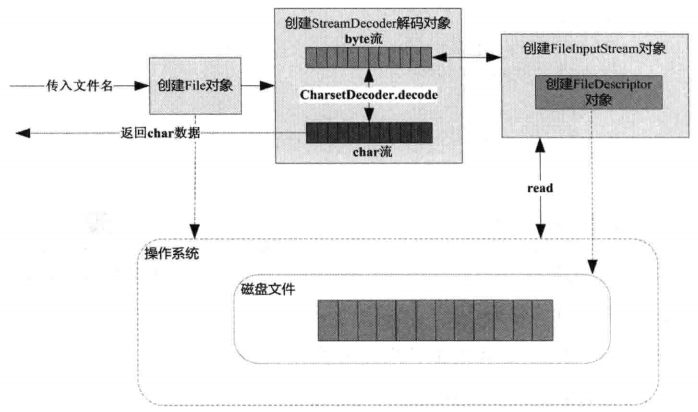 创建StreamDecoder解码对象
byte流
创建FileInputStream对象
传入文件名
创建File对象
创建FileDescriptor
对象
CharsetDecoder.decode
返回char数据
char流
read
操作系统
磁盘文件